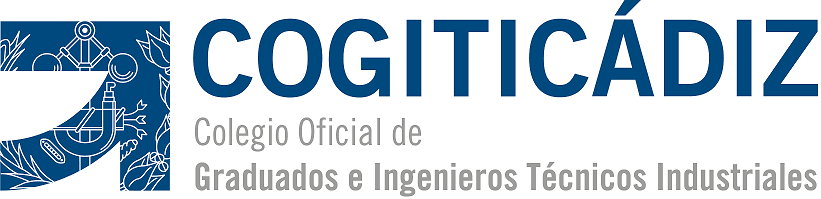 COGITICÁDIZ
Colegio Oficial de
Graduados e Ingenieros Técnicos Industriales